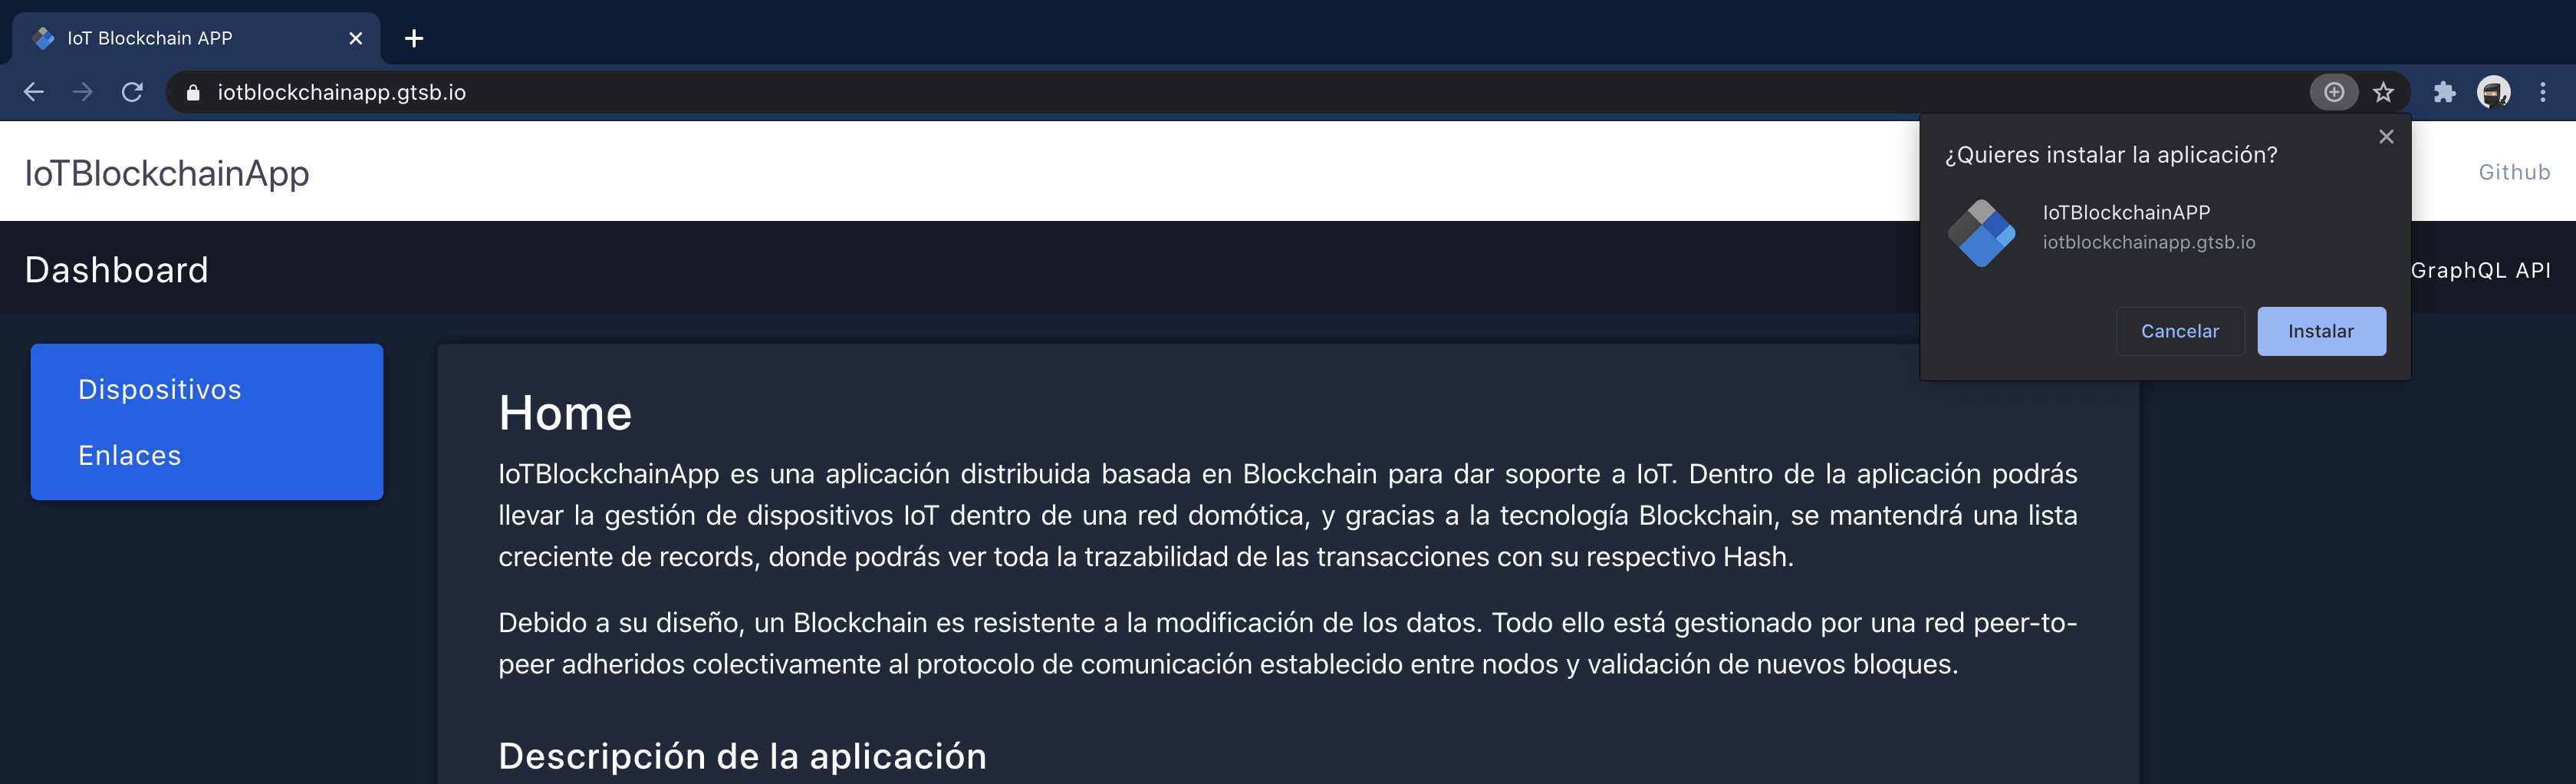 IoT Blockchain APP
iotblockchainapp.gtsb.io
IoTBlockchainApp
Github
¿Quieres instalar la aplicación?
IoTBlockchainAPP
iotblockchainapp.gtsb.io
Cancelar
Instalar
Dashboard
GraphQL API
Dispositivos
Enlaces
Home
IoTBlockchainApp es una aplicación distribuida basada en Blockchain para dar soporte a IoT. Dentro de la aplicación podrás
llevar la gestión de dispositivos IoT dentro de una red domótica, y gracias a la tecnología Blockchain, se mantendrá una lista
creciente de records, donde podrás ver toda la trazabilidad de las transacciones con su respectivo Hash.
Debido a su diseño, un Blockchain es resistente a la modificación de los datos. Todo ello está gestionado por una red peer-to-
peer adheridos colectivamente al protocolo de comunicación establecido entre nodos y validación de nuevos bloques.
Descripción de la aplicación